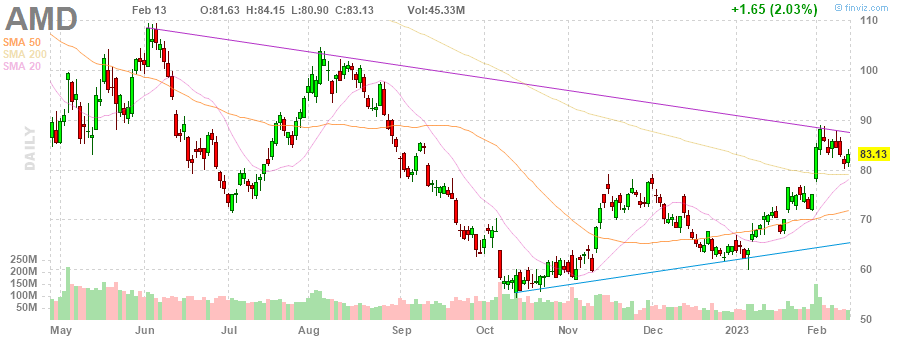 AMD
Feb 13 O:81.63 H:84.15 L:80.90 C:83.13 Vol:45.33M +1.65 (2.03%)
© finviz.com
SMA 50
SMA 200
SMA 20
DAILY
110
100
90
83.13
80
70
60
50
250M
200M
150M
100M
50M
May Jun Jul Aug Sep Oct Nov Dec 2023 Feb